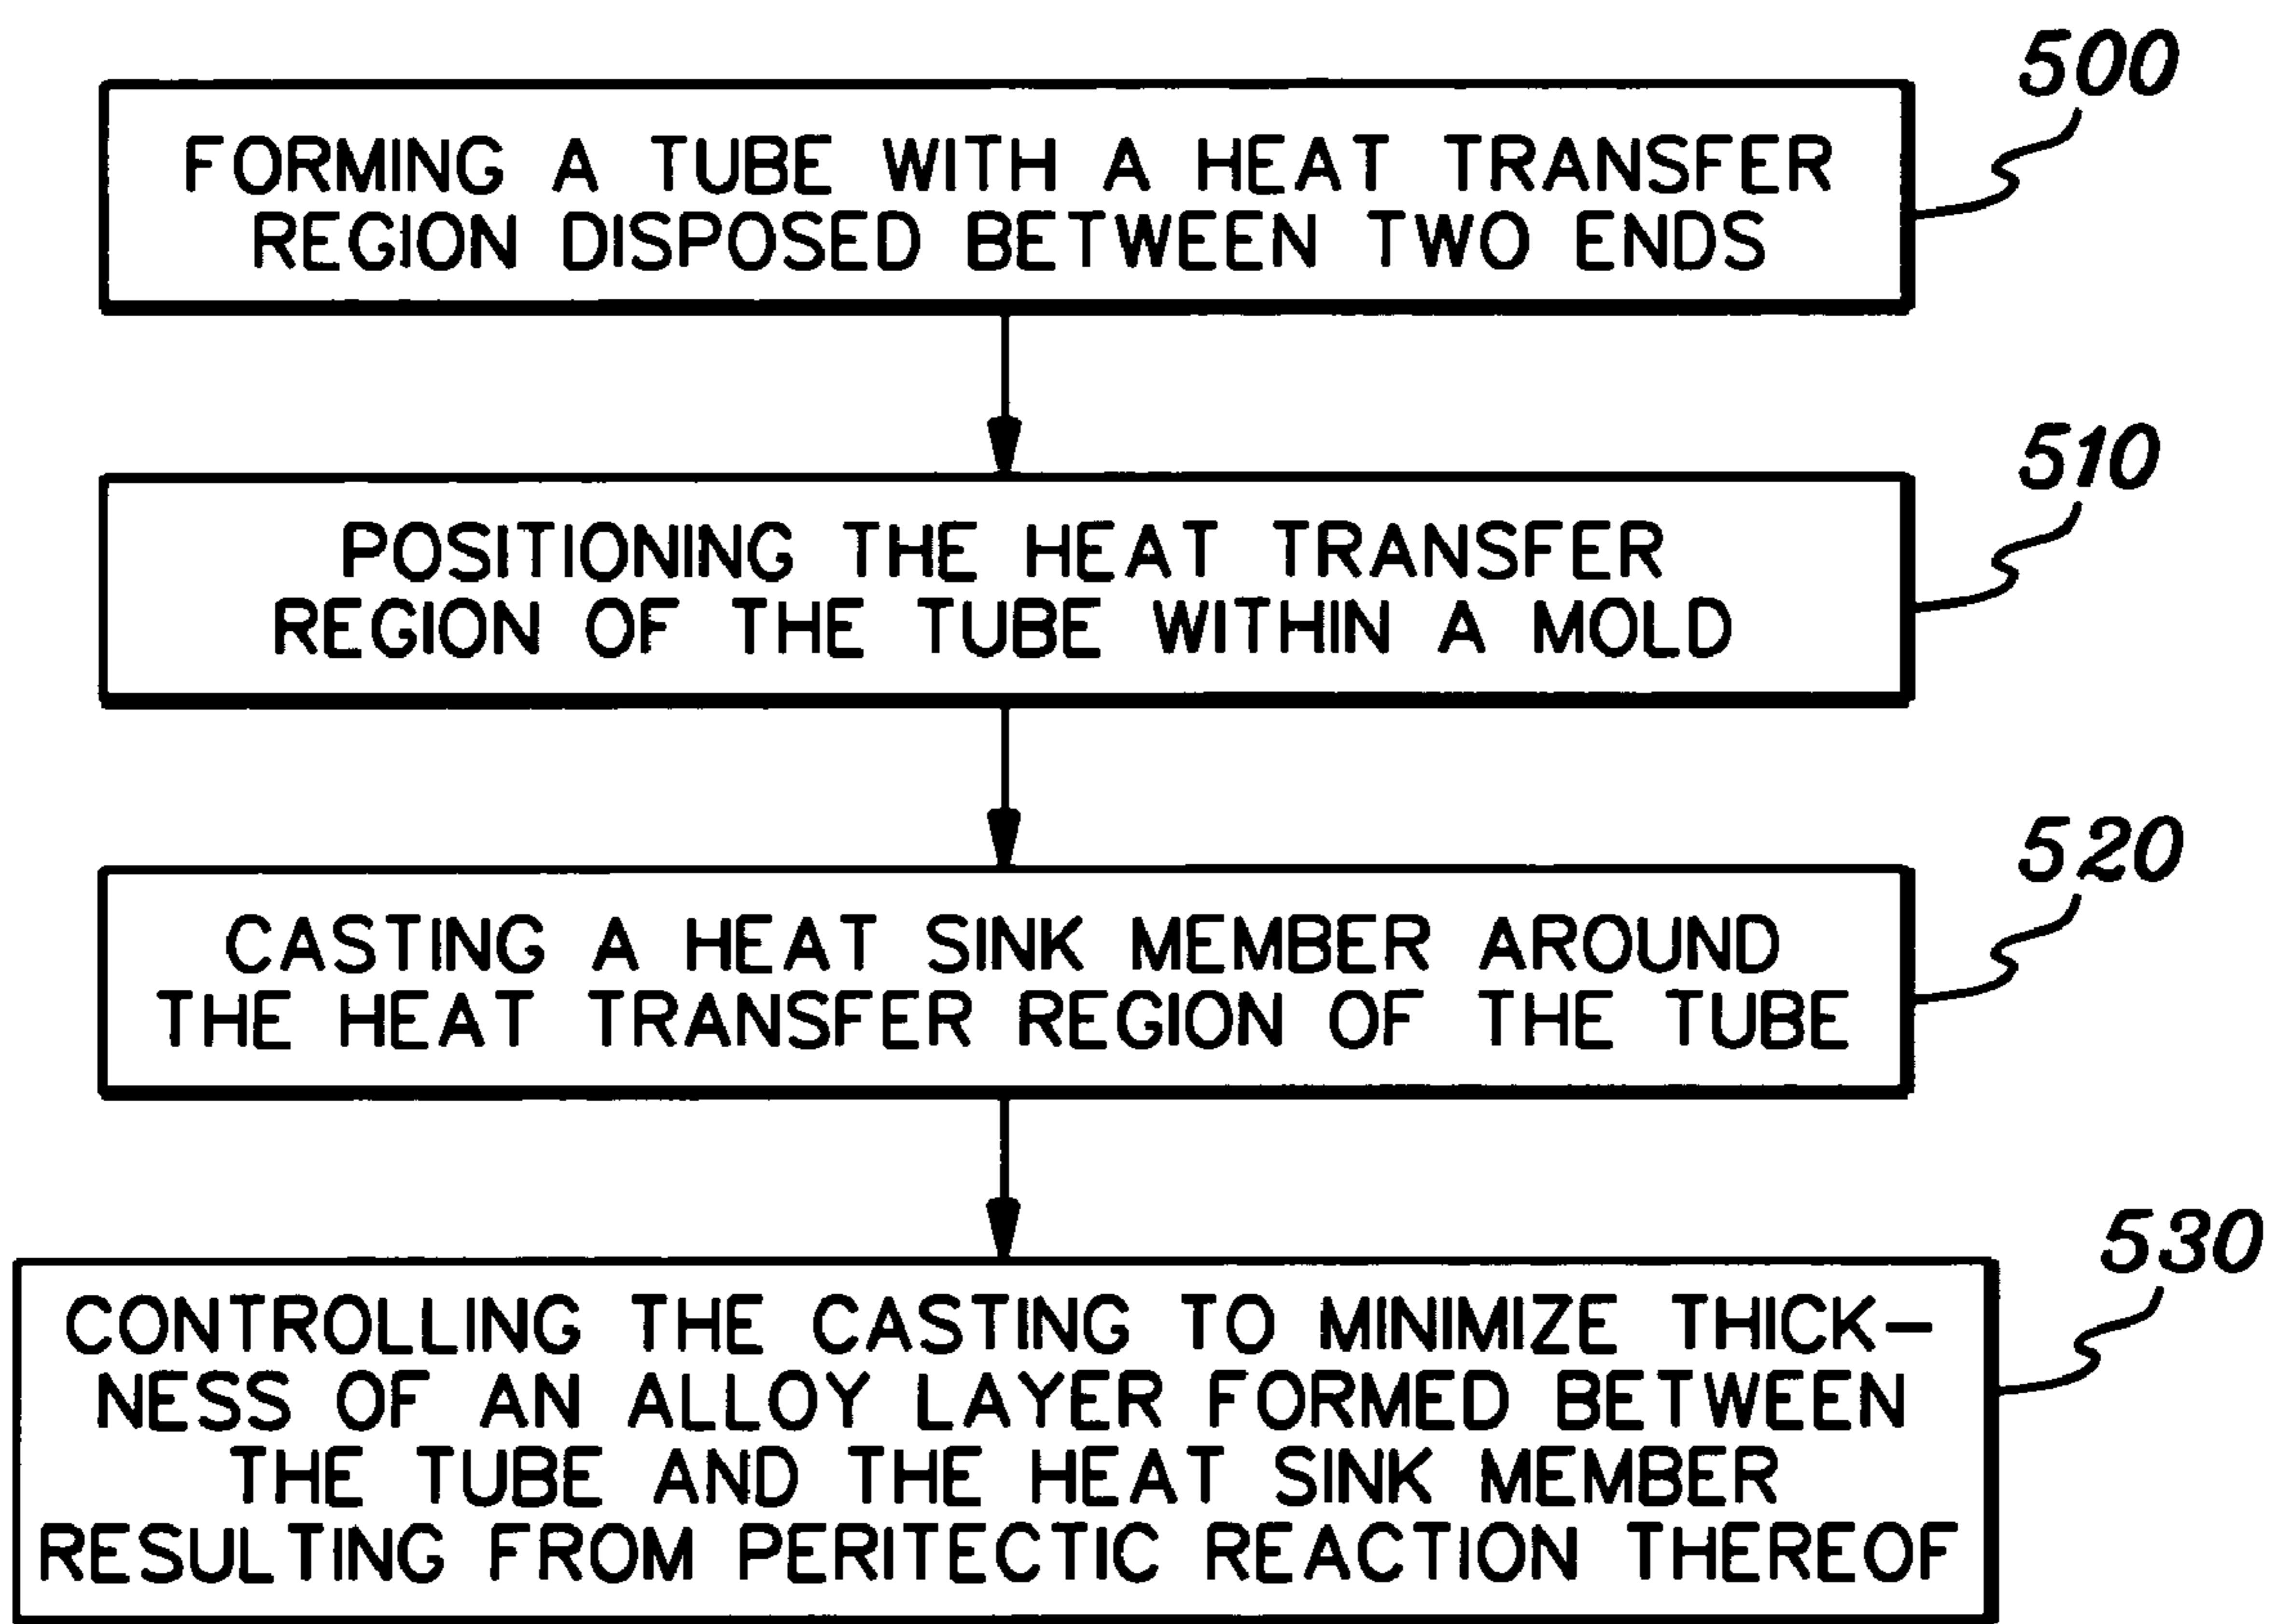 500
FORMING A TUBE WITH A HEAT TRANSFER
REGION DISPOSED BETWEEN TWO ENDS
510
POSITIONING THE HEAT TRANSFER
REGION OF THE TUBE WITHIN A MOLD
520
CASTING A HEAT SINK MEMBER AROUND
THE HEAT TRANSFER REGION OF THE TUBE
530
CONTROLLING THE CASTING TO MINIMIZE THICK-
NESS OF AN ALLOY LAYER FORMED BETWEEN
THE TUBE AND THE HEAT SINK MEMBER
RESULTING FROM PERITECTIC REACTION THEREOF